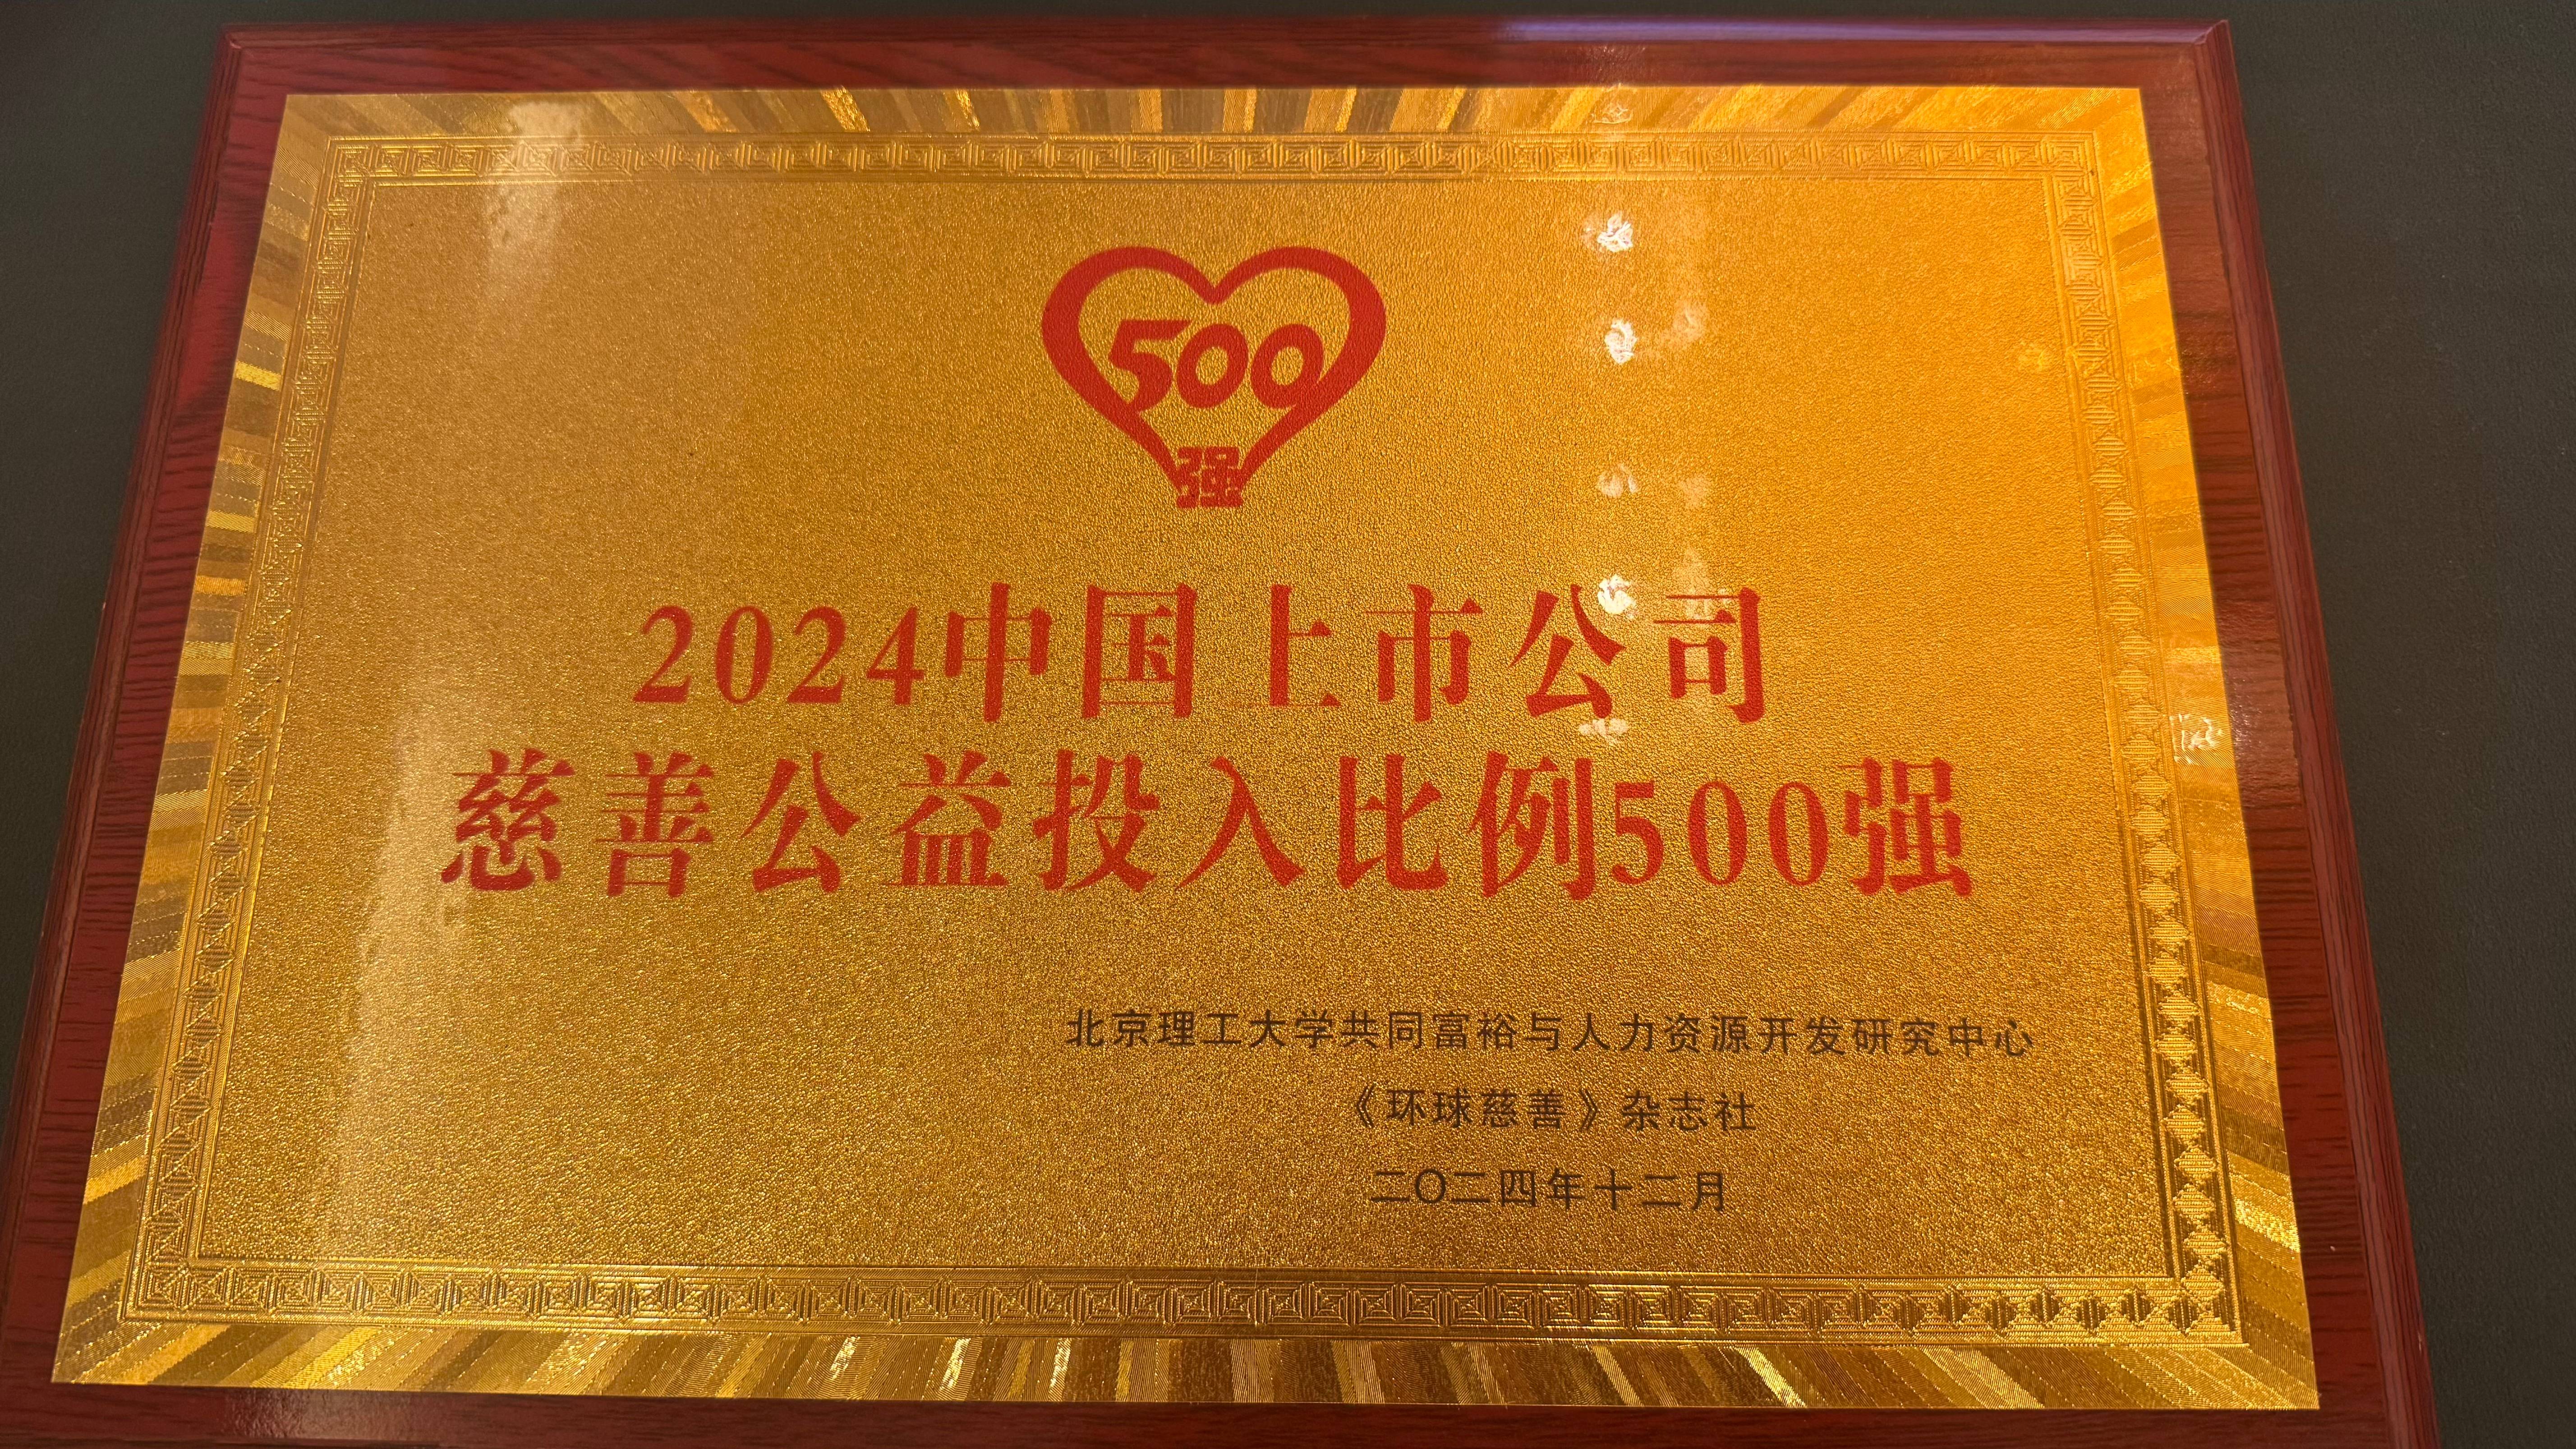 500
强
2024中国上市公司
慈善公益投入比例500强
北京理工大学共同富裕与人力资源开发研究中心
《环球慈善》杂志社
二〇二四年十二月